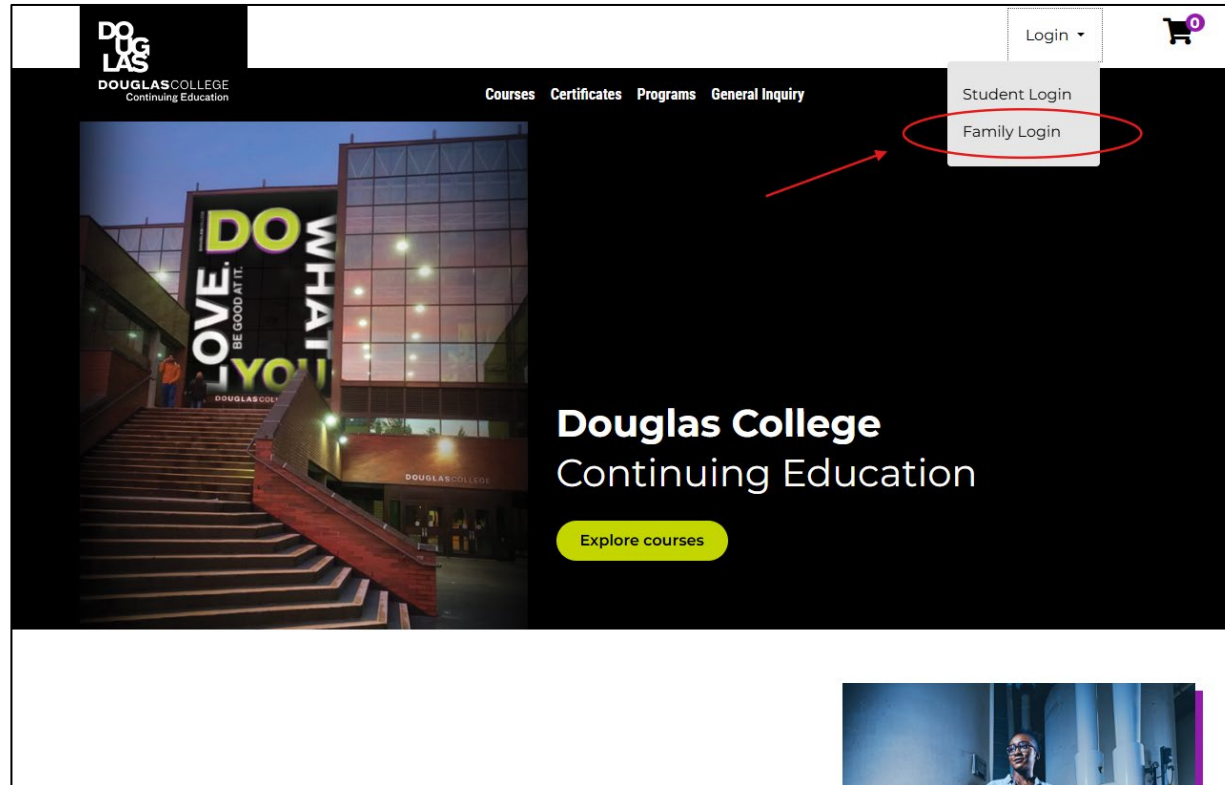 DO
UG
LAS
DOUGLASCOLLEGE
Continuing Education
Login
0
Courses Certificates Programs General Inquiry
Student Login
Family Login
DO
WHAT
YOU
LOVE.
BE GOOD AT IT.
DOUGLASCOLLEGE
Douglas College
Continuing Education
Explore courses